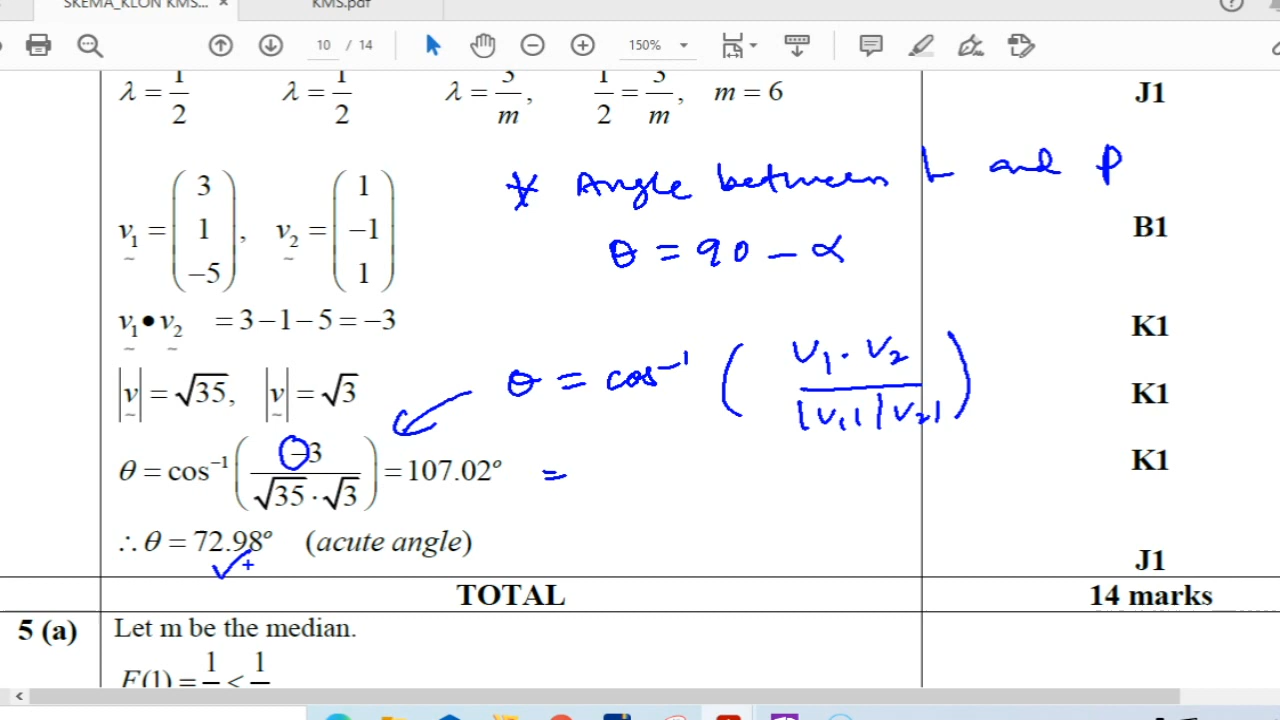 SKEMA_KLON KMS... × KMS.pdf
10 / 14 150%
λ = 1/2 λ = 1/2 λ = 3/m, 1/2 = 3/m, m = 6 J1
* Angle between L and P
v₁ = (3 1 −5), v₂ = (1 −1 1) B1
θ = 90 − α
v₁ • v₂ = 3 − 1 − 5 = −3 K1
θ = cos⁻¹ ( v₁ · v₂ / |v₁| |v₂| )
|v| = √35, |v| = √3 K1
θ = cos⁻¹ ( −3 / √35 · √3 ) = 107.02° = K1
∴ θ = 72.98° (acute angle) J1
TOTAL 14 marks
5 (a) Let m be the median.
F(1) = 1/ < 1/